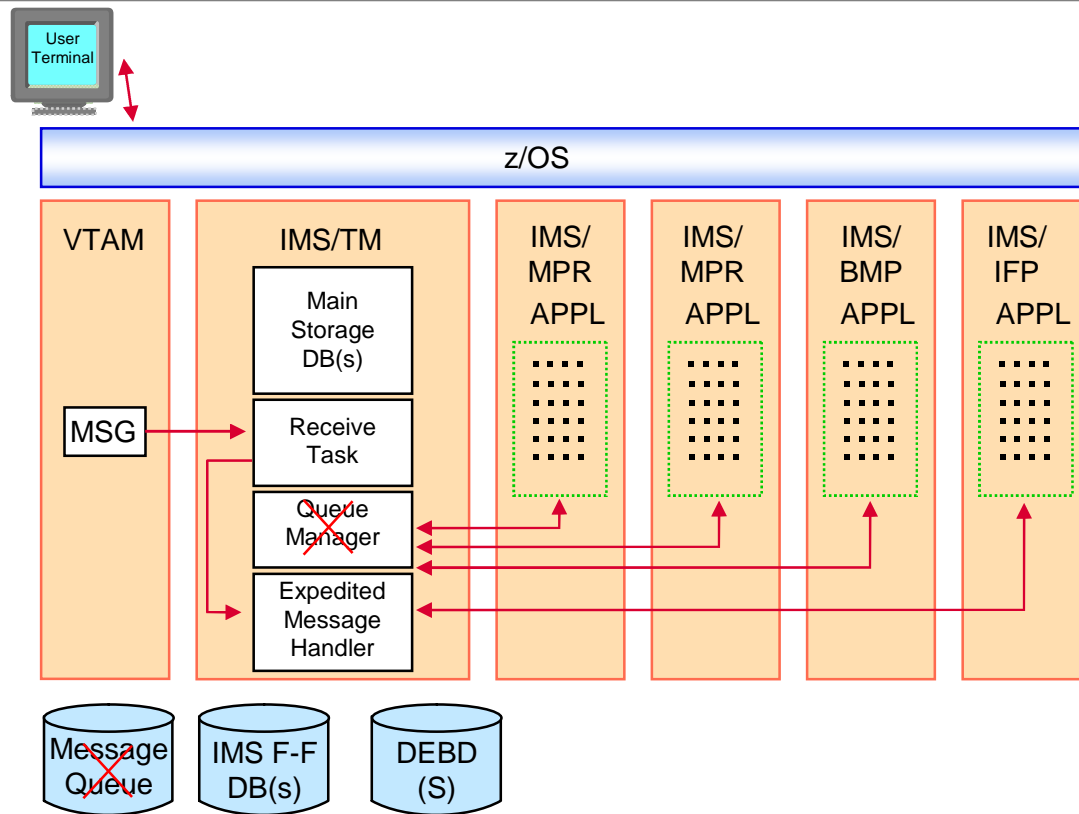 User
Terminal
z/OS
VTAM
MSG
IMS/TM
Main
Storage
DB(s)
Receive
Task
Queue
Manager
Expedited
Message
Handler
IMS/
MPR
APPL
IMS/
MPR
APPL
IMS/
BMP
APPL
IMS/
IFP
APPL
Message
Queue
IMS F-F
DB(s)
DEBD
(S)